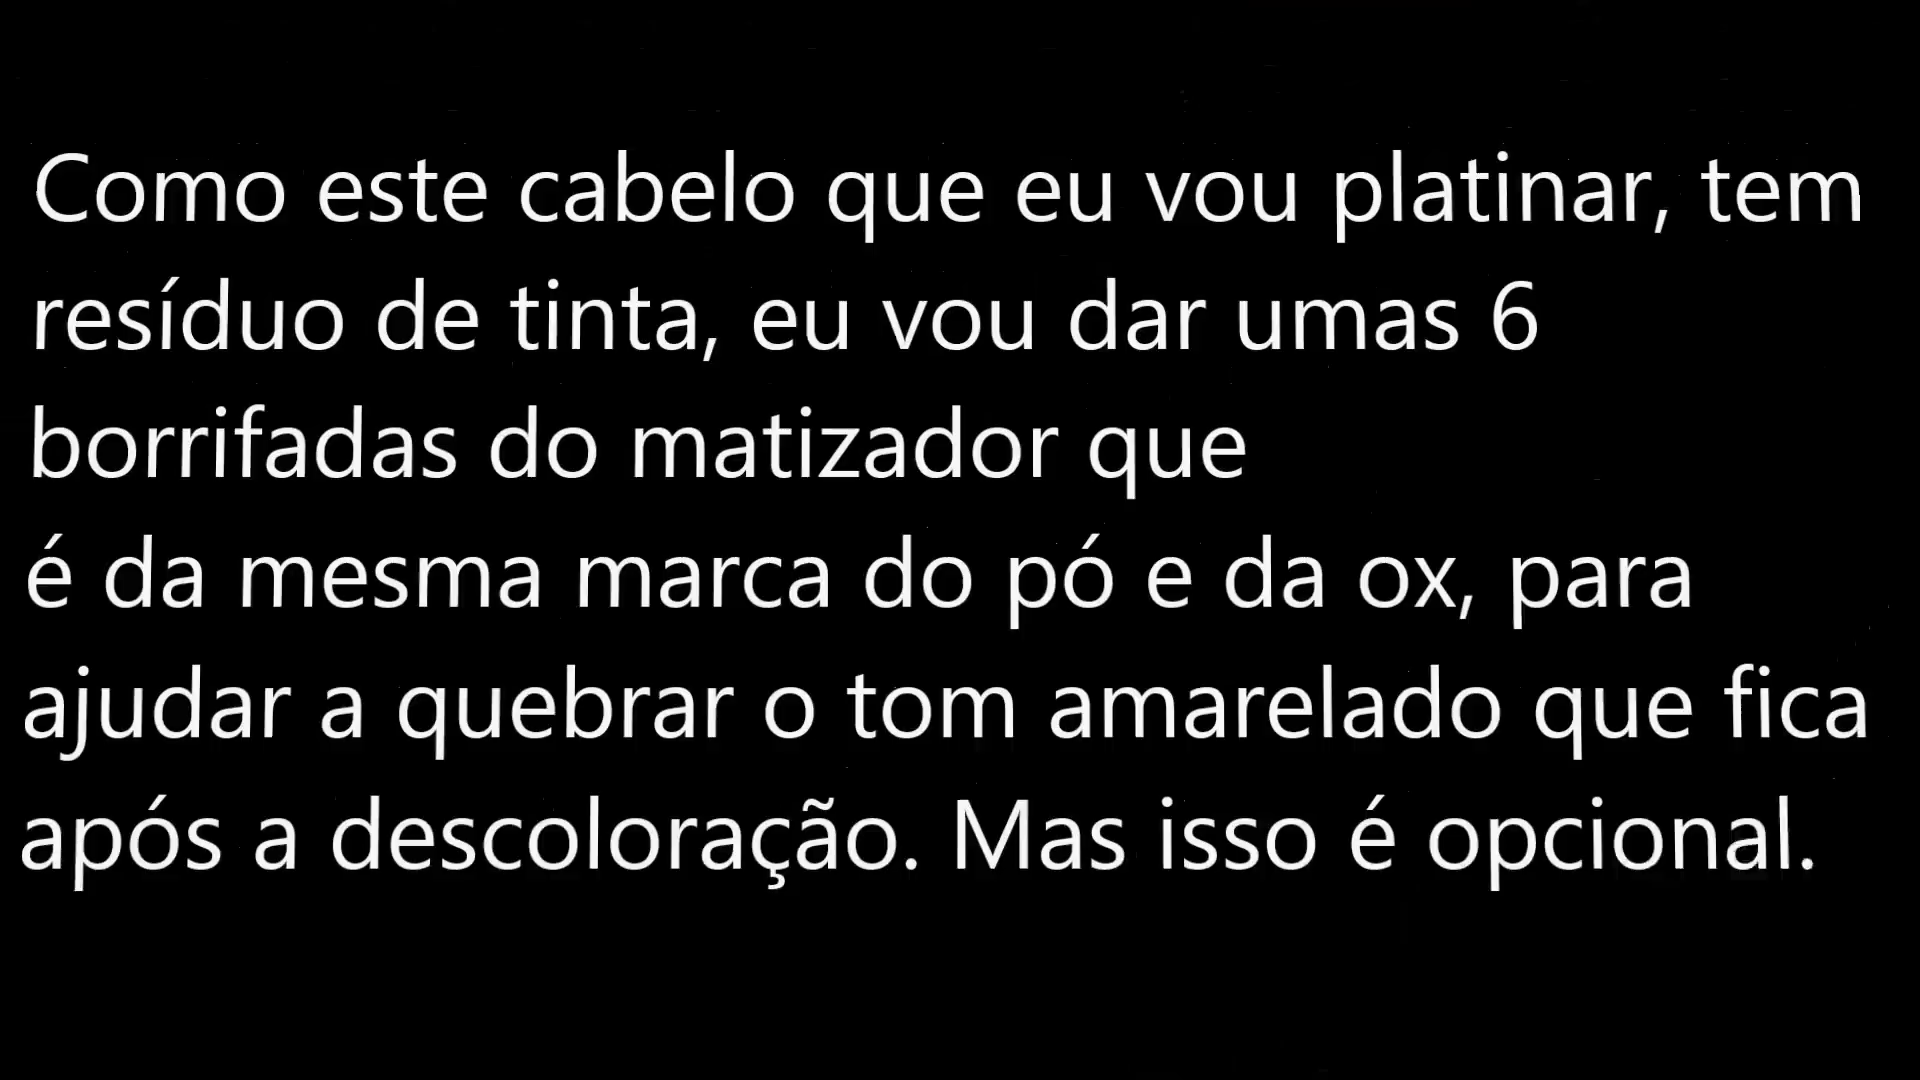 Como este cabelo que eu vou platinar, tem
resíduo de tinta, eu vou dar umas 6
borrifadas do matizador que
é da mesma marca do pó e da ox, para
ajudar a quebrar o tom amarelado que fica
após a descoloração. Mas isso é opcional.